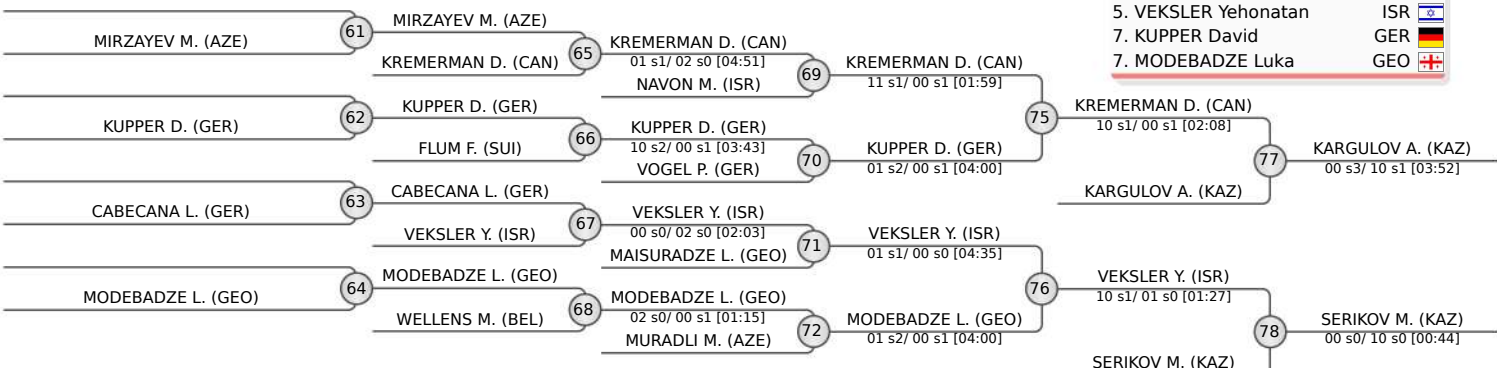 5. VEKSLER Yehonatan ISR
7. KUPPER David GER
7. MODEBADZE Luka GEO
MIRZAYEV M. (AZE)
61
MIRZAYEV M. (AZE)
KREMERMAN D. (CAN)
65
KREMERMAN D. (CAN)
01 s1/ 02 s0 [04:51]
NAVON M. (ISR)
69
KREMERMAN D. (CAN)
11 s1/ 00 s1 [01:59]
KUPPER D. (GER)
62
KUPPER D. (GER)
FLUM F. (SUI)
66
KUPPER D. (GER)
10 s2/ 00 s1 [03:43]
VOGEL P. (GER)
70
KUPPER D. (GER)
01 s2/ 00 s1 [04:00]
75
KREMERMAN D. (CAN)
10 s1/ 00 s1 [02:08]
KARGULOV A. (KAZ)
77
KARGULOV A. (KAZ)
00 s3/ 10 s1 [03:52]
CABECANA L. (GER)
63
CABECANA L. (GER)
VEKSLER Y. (ISR)
67
VEKSLER Y. (ISR)
00 s0/ 02 s0 [02:03]
MAISURADZE L. (GEO)
71
VEKSLER Y. (ISR)
01 s1/ 00 s0 [04:35]
MODEBADZE L. (GEO)
64
MODEBADZE L. (GEO)
WELLENS M. (BEL)
68
MODEBADZE L. (GEO)
02 s0/ 00 s1 [01:15]
MURADLI M. (AZE)
72
MODEBADZE L. (GEO)
01 s2/ 00 s1 [04:00]
76
VEKSLER Y. (ISR)
10 s1/ 01 s0 [01:27]
SERIKOV M. (KAZ)
78
SERIKOV M. (KAZ)
00 s0/ 10 s0 [00:44]